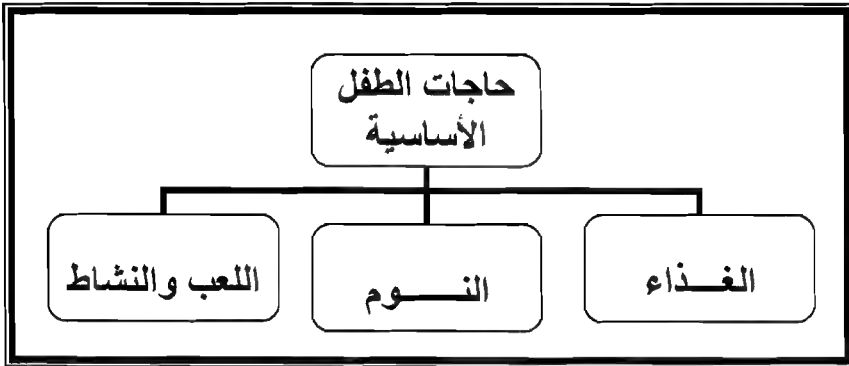 حاجات الطفل
الأساسية
الغـــذاء
النـــــوم
اللعب والنشاط